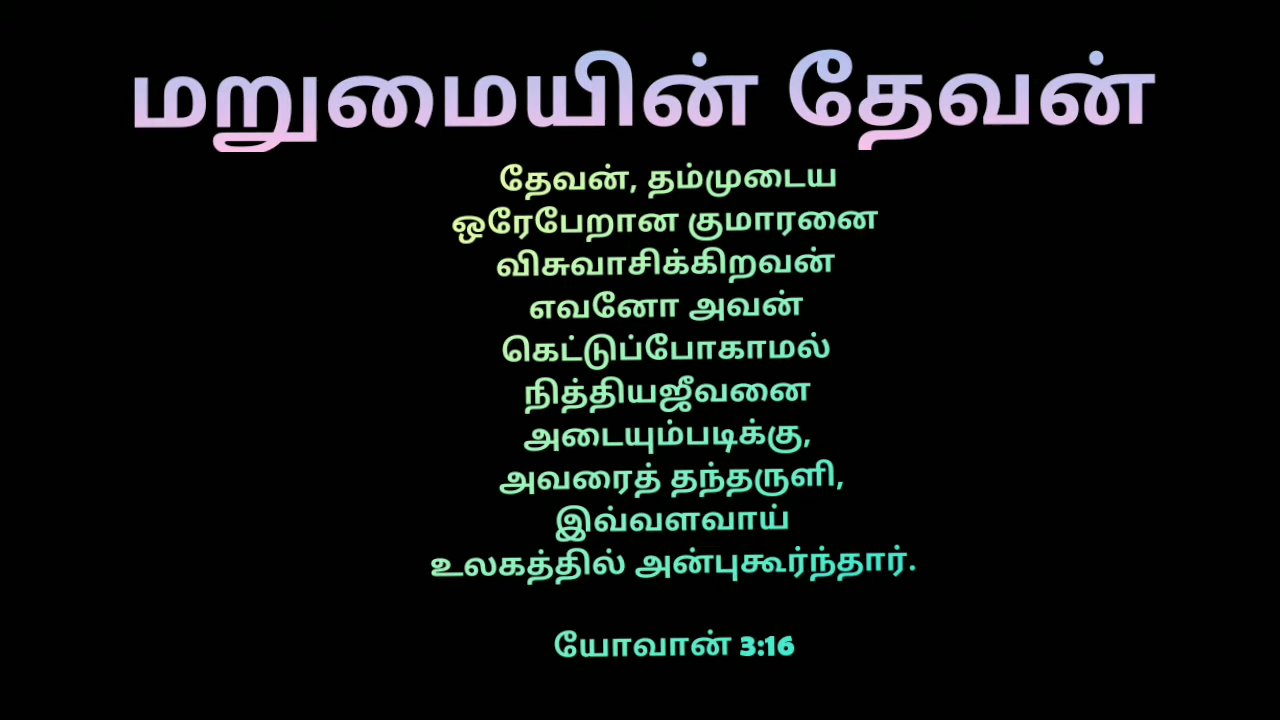 மறுமையின் தேவன்
தேவன், தம்முடைய
ஒரேபேறான குமாரனை
விசுவாசிக்கிறவன்
எவனோ அவன்
கெட்டுப்போகாமல்
நித்தியஜீவனை
அடையும்படிக்கு,
அவரைத் தந்தருளி,
இவ்வளவாய்
உலகத்தில் அன்புகூர்ந்தார்.
யோவான் 3:16